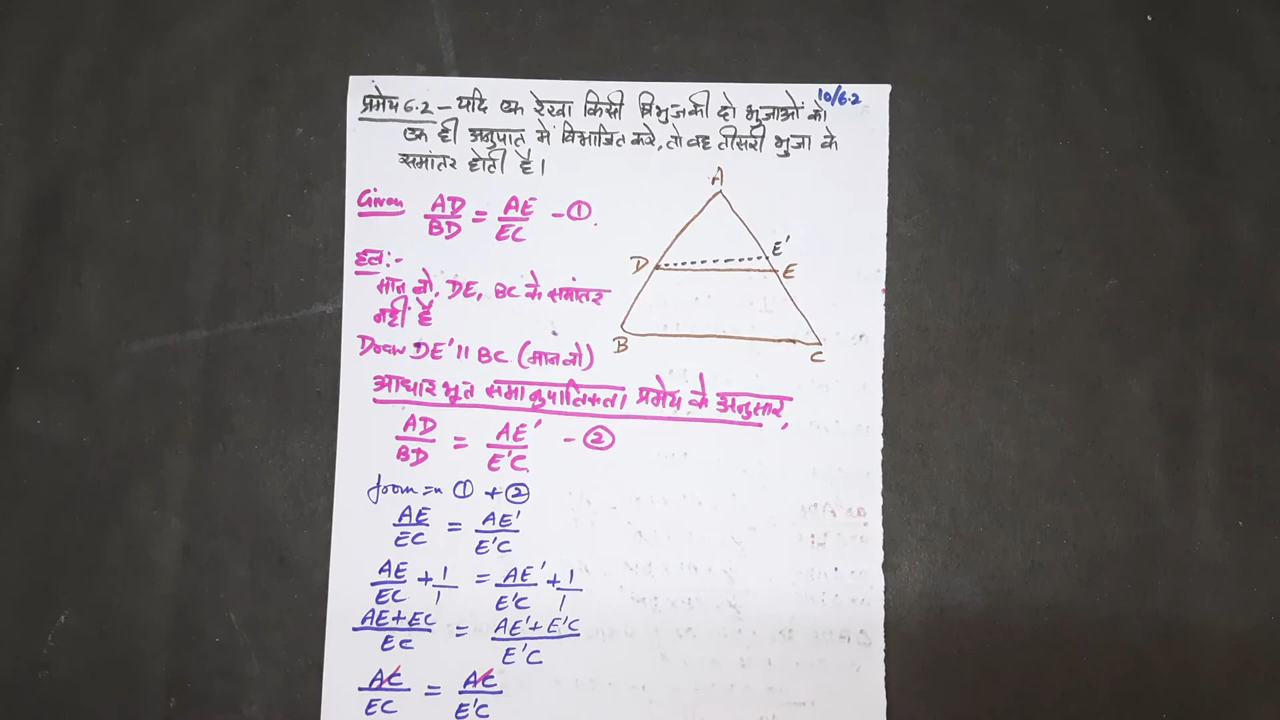 10/6.2
प्रमेय 6.2 – यदि एक रेखा किसी त्रिभुज की दो भुजाओं को
एक ही अनुपात में विभाजित करे, तो वह तीसरी भुजा के
समांतर होती है।
Given AD/BD = AE/EC - ①
हल:-
मान लो, DE, BC के समांतर
नहीं है
Draw DE' || BC (मान लो)
आधारभूत समानुपातिकता प्रमेय के अनुसार,
AD/BD = AE'/E'C - ②
from =n ① + ②
AE/EC = AE'/E'C
AE/EC + 1/1 = AE'/E'C + 1/1
AE+EC/EC = AE'+E'C/E'C
AC/EC = AC/E'C
A
D
E'
E
B
C